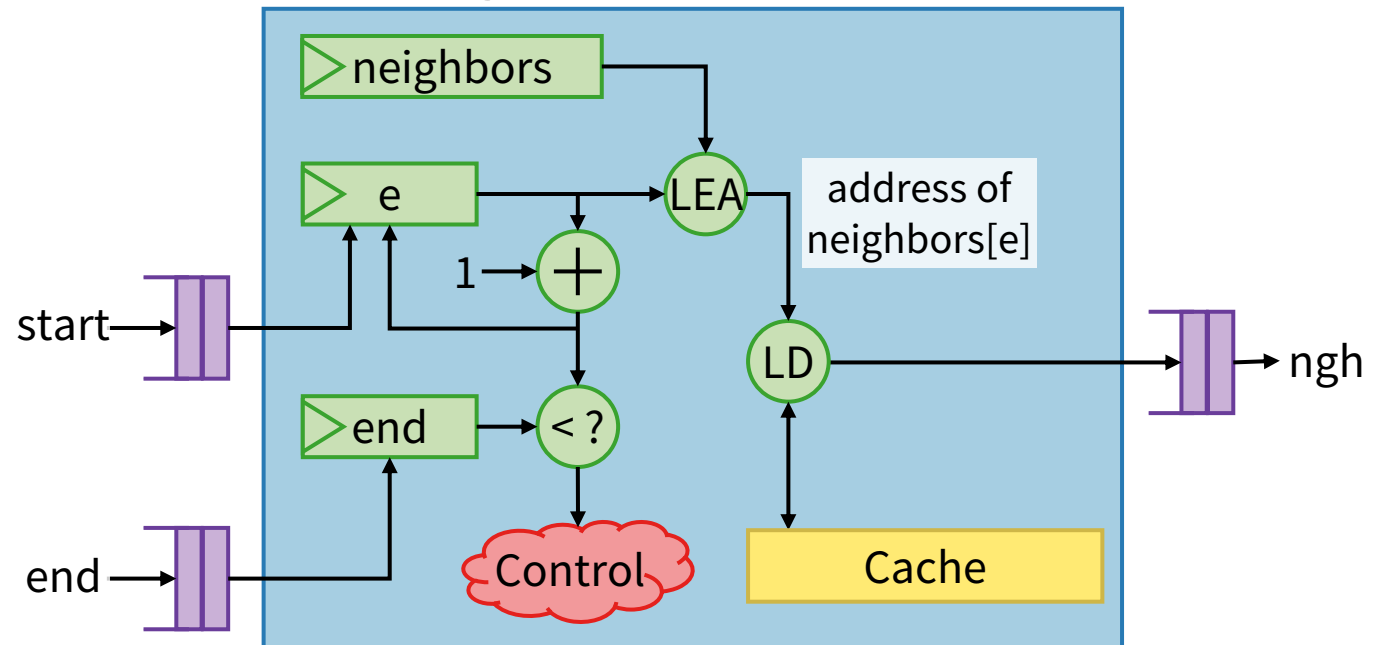 neighbors
e
LEA
address of
neighbors[e]
1
+
start
LD
ngh
end
< ?
end
Control
Cache